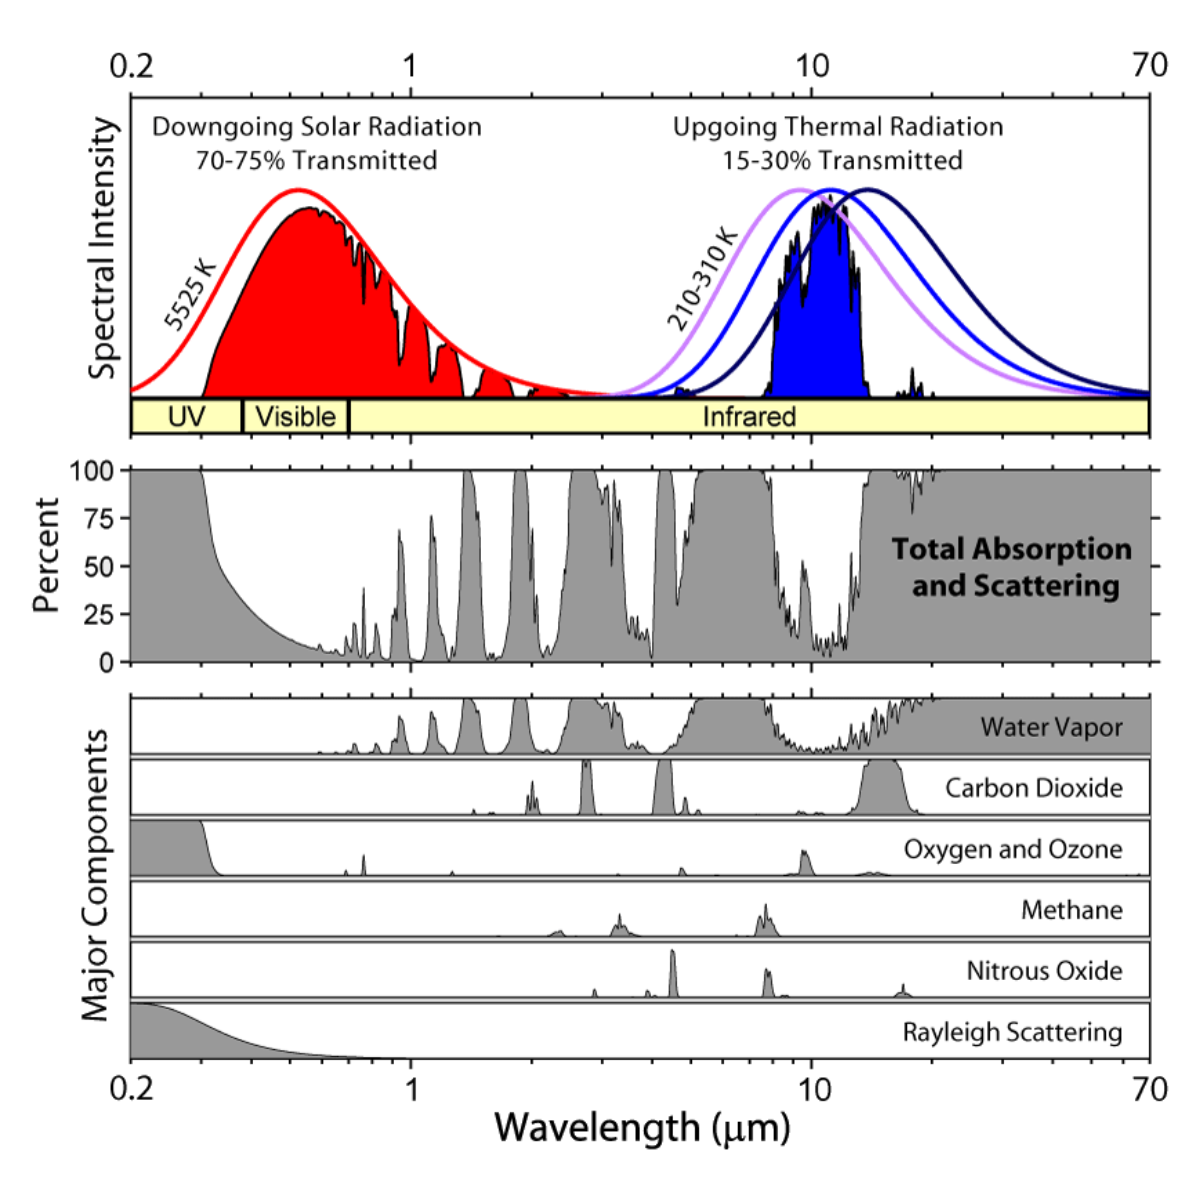 0.2 1 10 70
Downgoing Solar Radiation
70-75% Transmitted
Upgoing Thermal Radiation
15-30% Transmitted
Spectral Intensity
5525 K
210-310 K
UV Visible Infrared
Percent
100
75
50
25
0
Total Absorption
and Scattering
Major Components
Water Vapor
Carbon Dioxide
Oxygen and Ozone
Methane
Nitrous Oxide
Rayleigh Scattering
0.2 1 10 70
Wavelength (μm)